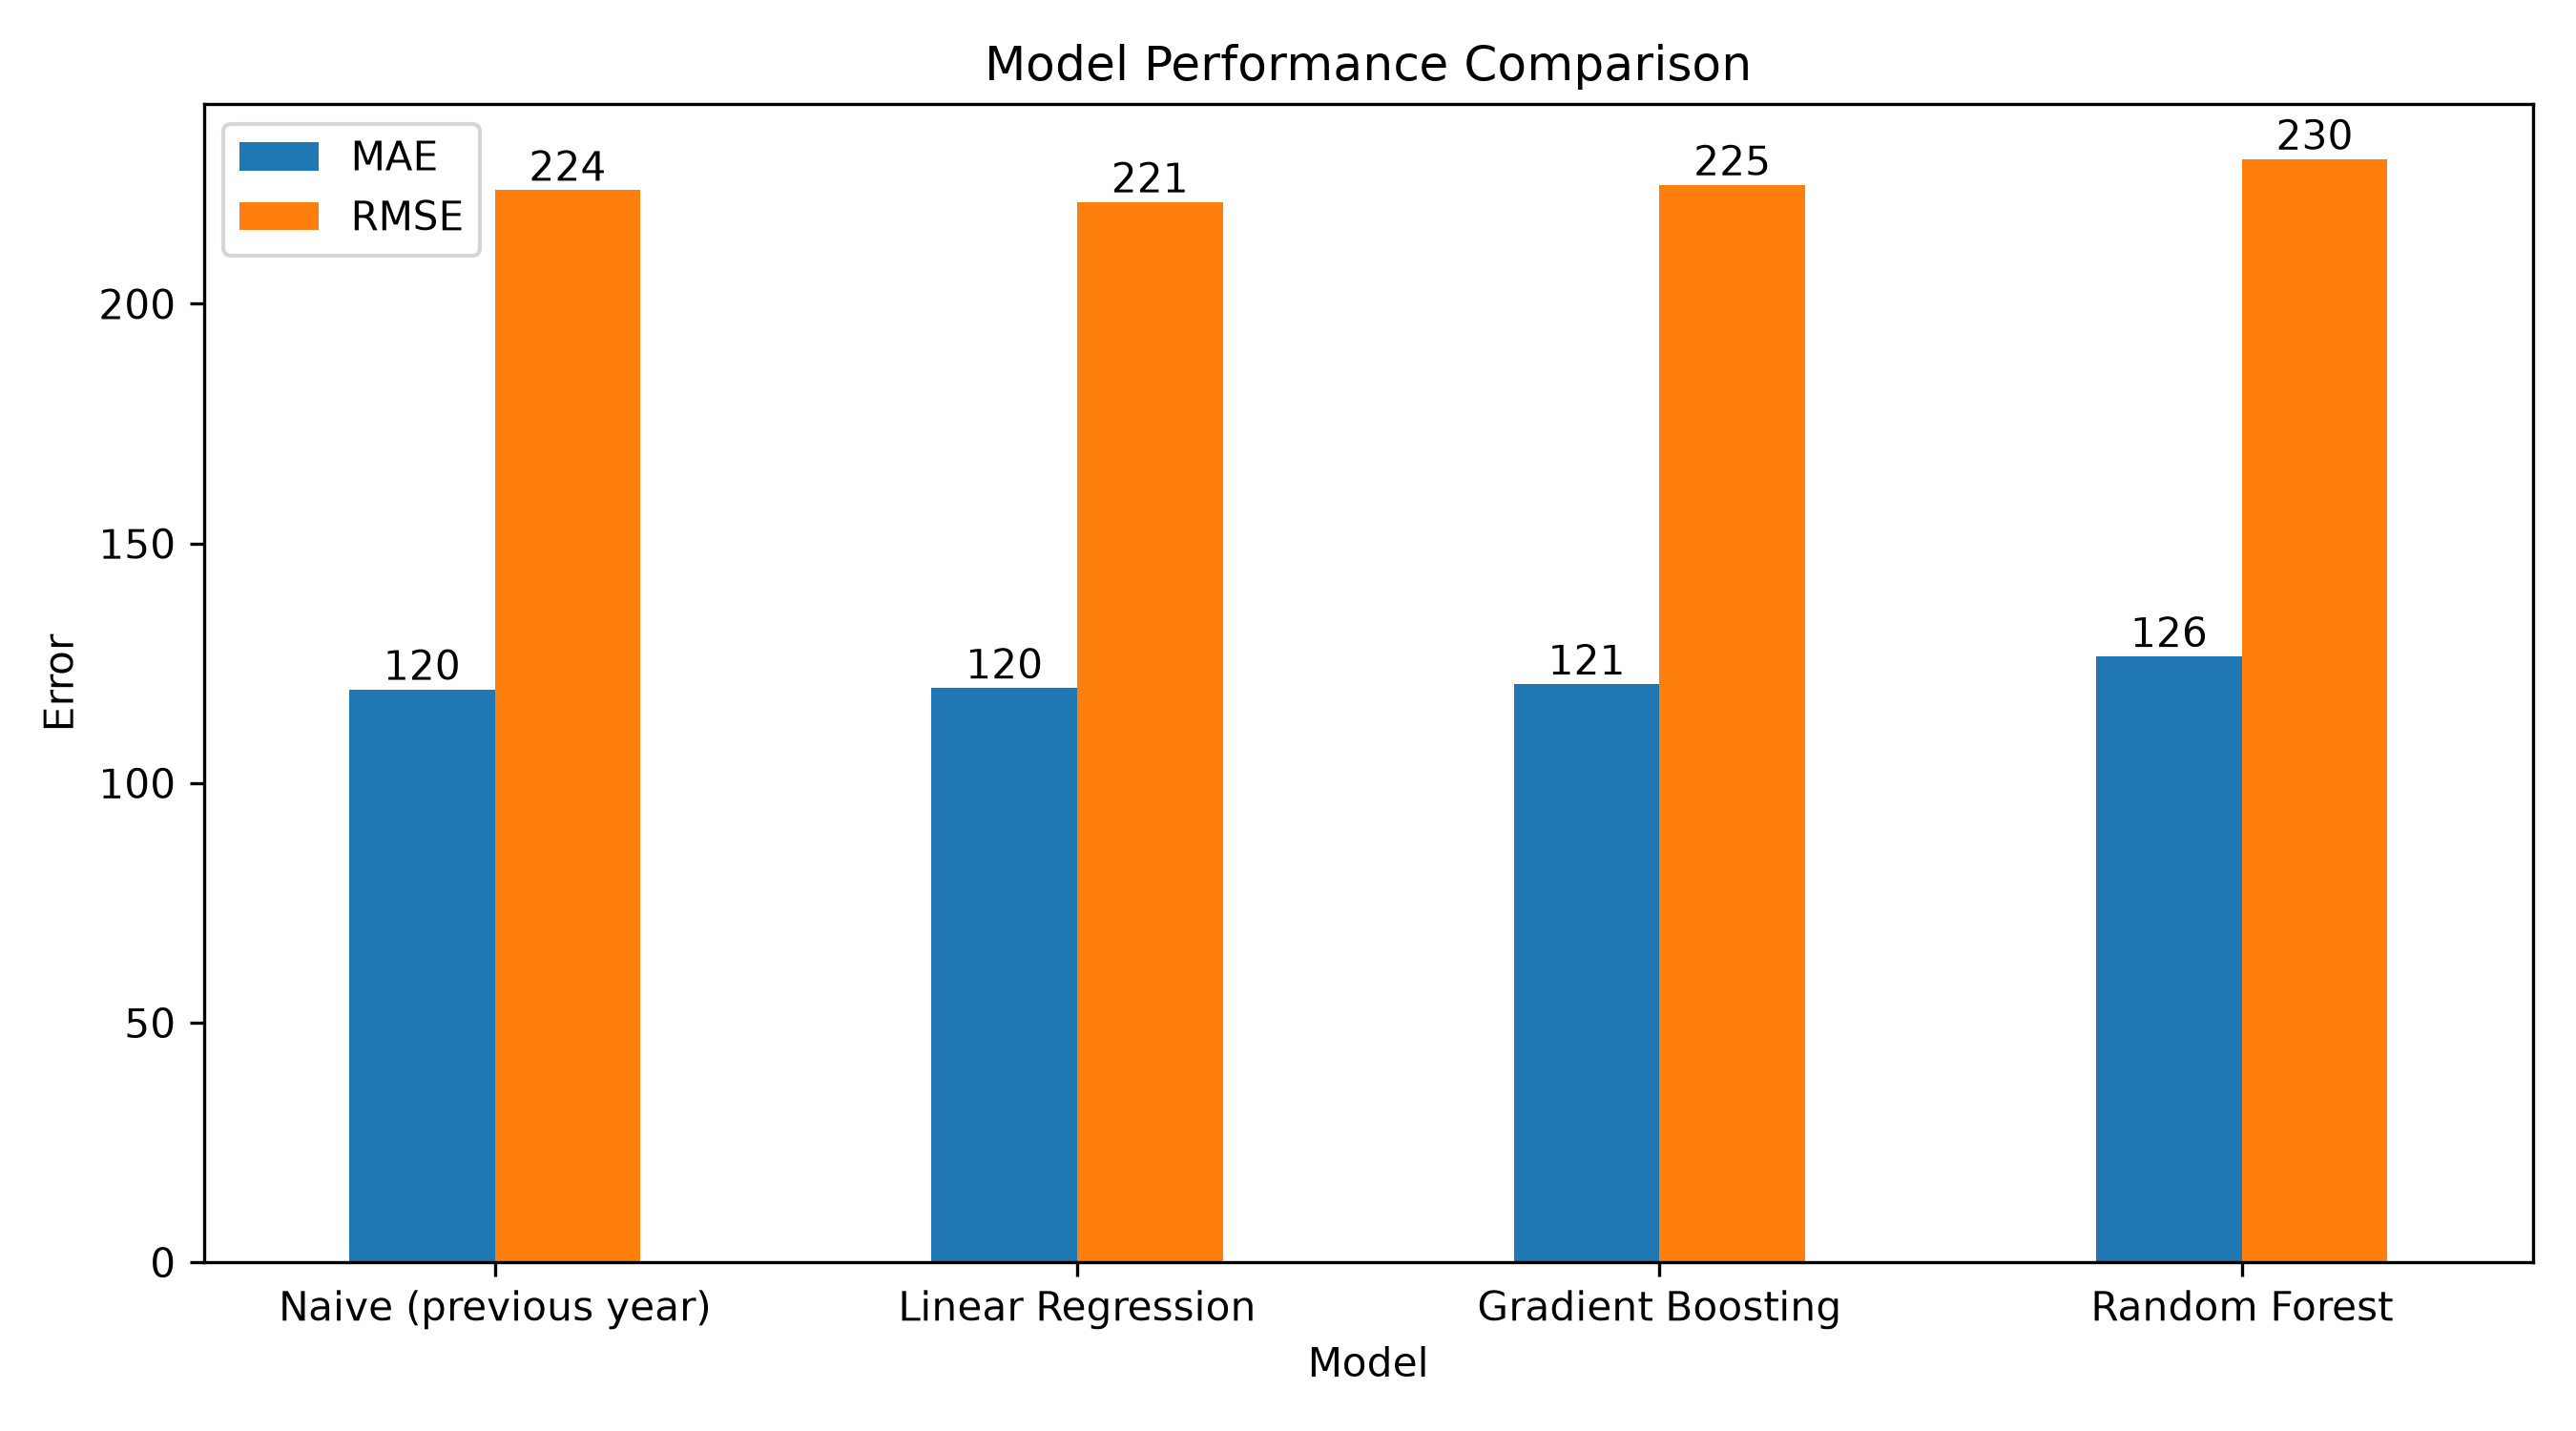 Model Performance Comparison
MAE
RMSE
224
221
225
230
120
120
121
126
Error
200
150
100
50
0
Naive (previous year)
Linear Regression
Gradient Boosting
Random Forest
Model